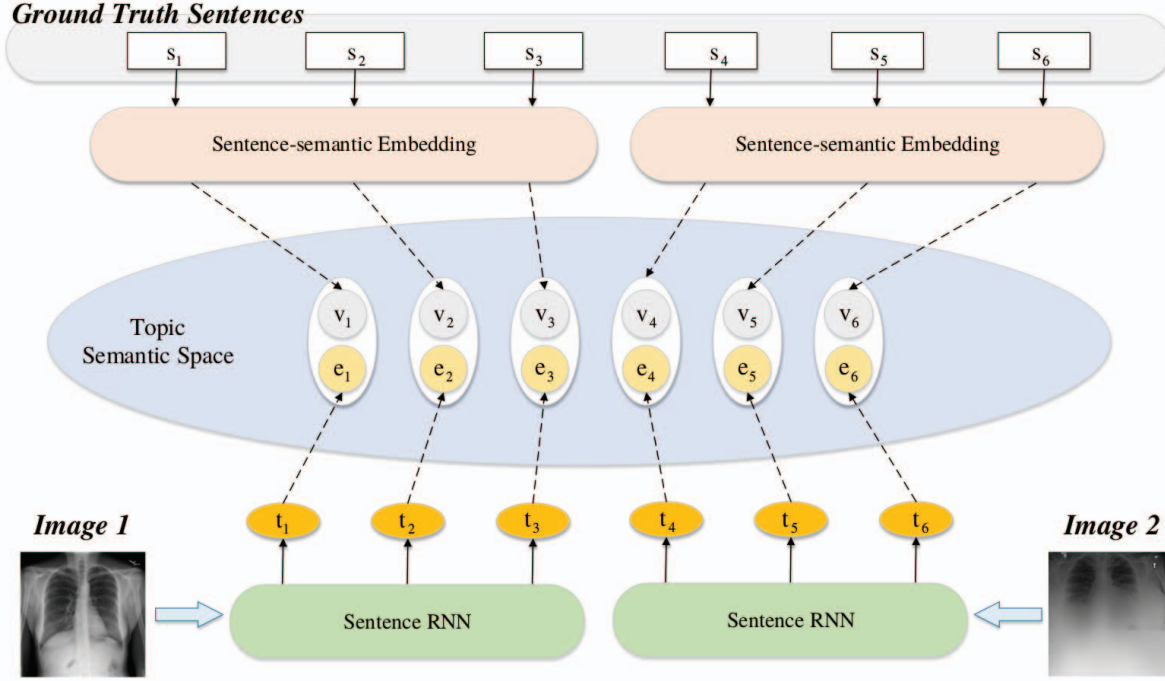 Ground Truth Sentences
s₁ s₂ s₃ s₄ s₅ s₆
Sentence-semantic Embedding Sentence-semantic Embedding
v₁ v₂ v₃ v₄ v₅ v₆
Topic
Semantic Space
e₁ e₂ e₃ e₄ e₅ e₆
t₁ t₂ t₃ t₄ t₅ t₆
Image 1 Image 2
Sentence RNN Sentence RNN